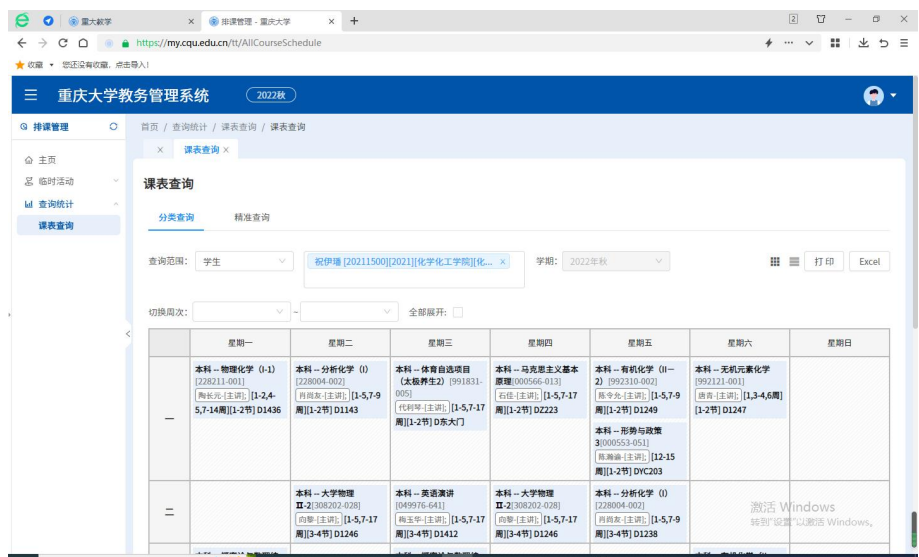 重大教学
排课管理 - 重庆大学
2
https://my.cqu.edu.cn/tt/AllCourseSchedule
收藏 您还没有收藏, 点击导入!
重庆大学教务管理系统 2022秋
排课管理
首页 / 查询统计 / 课表查询 / 课表查询
课表查询 ×
主页
临时活动
查询统计
课表查询
课表查询
分类查询 精准查询
查询范围: 学生 祝伊璠 [20211500][2021][化学化工学院][化... × 学期: 2022年秋 打印 Excel
切换周次: ~ 全部展开:
星期一 星期二 星期三 星期四 星期五 星期六 星期日
一
本科 -- 物理化学 (I-1)
[228211-001]
陶长元-[主讲]; [1-2,4-
5,7-14周][1-2节] D1436
本科 -- 分析化学 (I)
[228004-002]
肖尚友-[主讲]; [1-5,7-9
周][1-2节] D1143
本科 -- 体育自选项目
(太极养生2) [991831-
005]
代利琴-[主讲]; [1-5,7-17
周][1-2节] D东大门
本科 -- 马克思主义基本
原理[000566-013]
石佳-[主讲]; [1-5,7-17
周][1-2节] DZ223
本科 -- 有机化学 (II－
2) [992310-002]
陈令允-[主讲]; [1-5,7-9
周][1-2节] D1249
本科 -- 形势与政策
3[000553-051]
陈瀚谕-[主讲]; [12-15
周][1-2节] DYC203
本科 -- 无机元素化学
[992121-001]
唐青-[主讲]; [1,3-4,6周]
[1-2节] D1247
二
本科 -- 大学物理
II-2[308202-028]
向黎-[主讲]; [1-5,7-17
周][3-4节] D1246
本科 -- 英语演讲
[049976-641]
梅玉华-[主讲]; [1-5,7-17
周][3-4节] D1412
本科 -- 大学物理
II-2[308202-028]
向黎-[主讲]; [1-5,7-17
周][3-4节] D1246
本科 -- 分析化学 (I)
[228004-002]
肖尚友-[主讲]; [1-5,7-9
周][3-4节] D1238
激活 Windows
转到"设置"以激活 Windows。